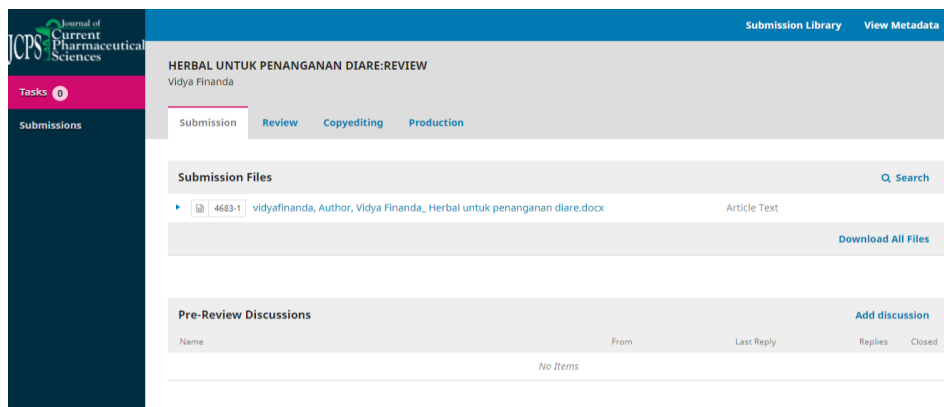 Journal of
Current
JCPS Pharmaceutical
Sciences
Submission Library View Metadata
HERBAL UNTUK PENANGANAN DIARE:REVIEW
Vidya Finanda
Tasks 0
Submissions
Submission Review Copyediting Production
Submission Files Search
4683-1 vidyafinanda, Author, Vidya Finanda_ Herbal untuk penanganan diare.docx Article Text
Download All Files
Pre-Review Discussions Add discussion
Name From Last Reply Replies Closed
No Items